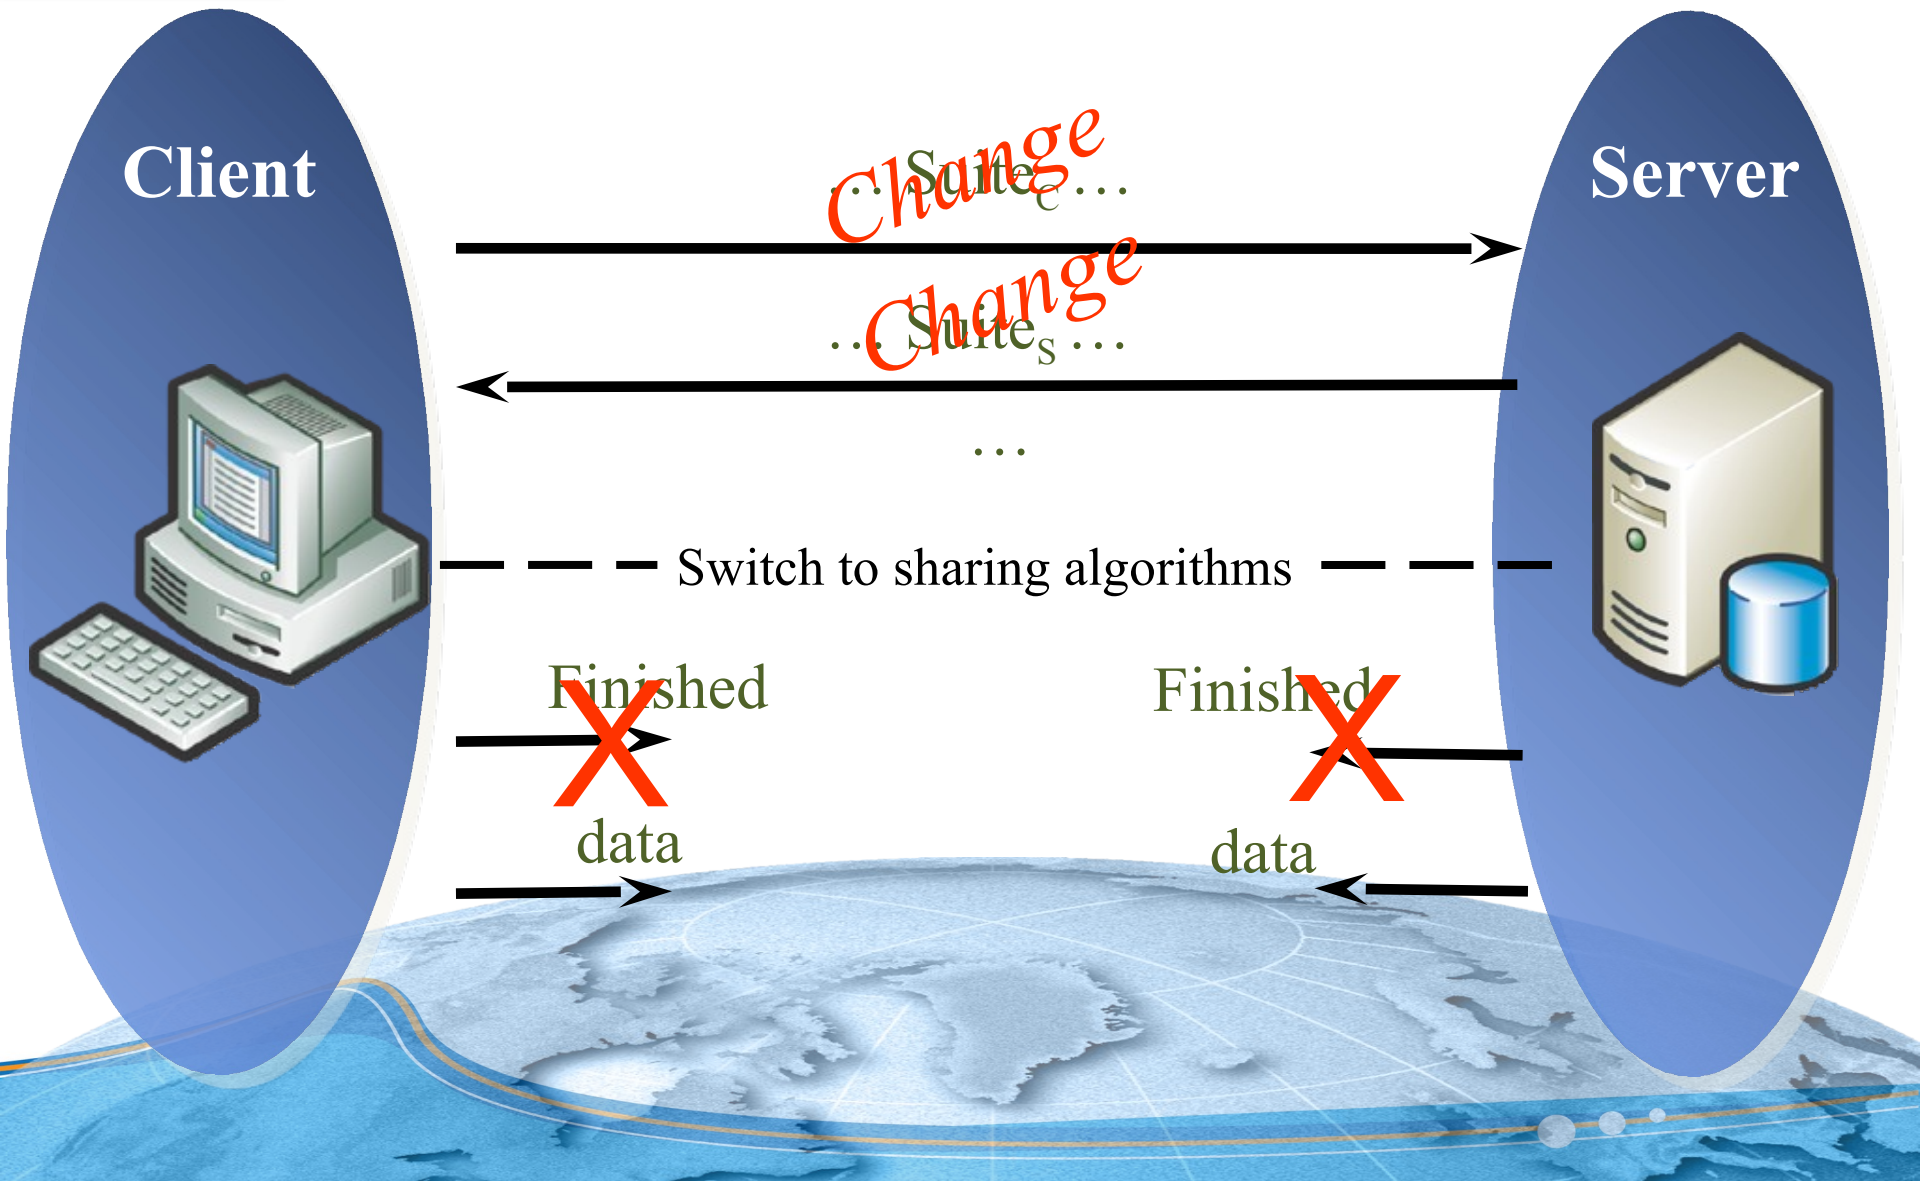 Client
Server
… Suite_C …
Change
… Suite_S …
Change
…
Switch to sharing algorithms
Finished
Finished
X
X
data
data